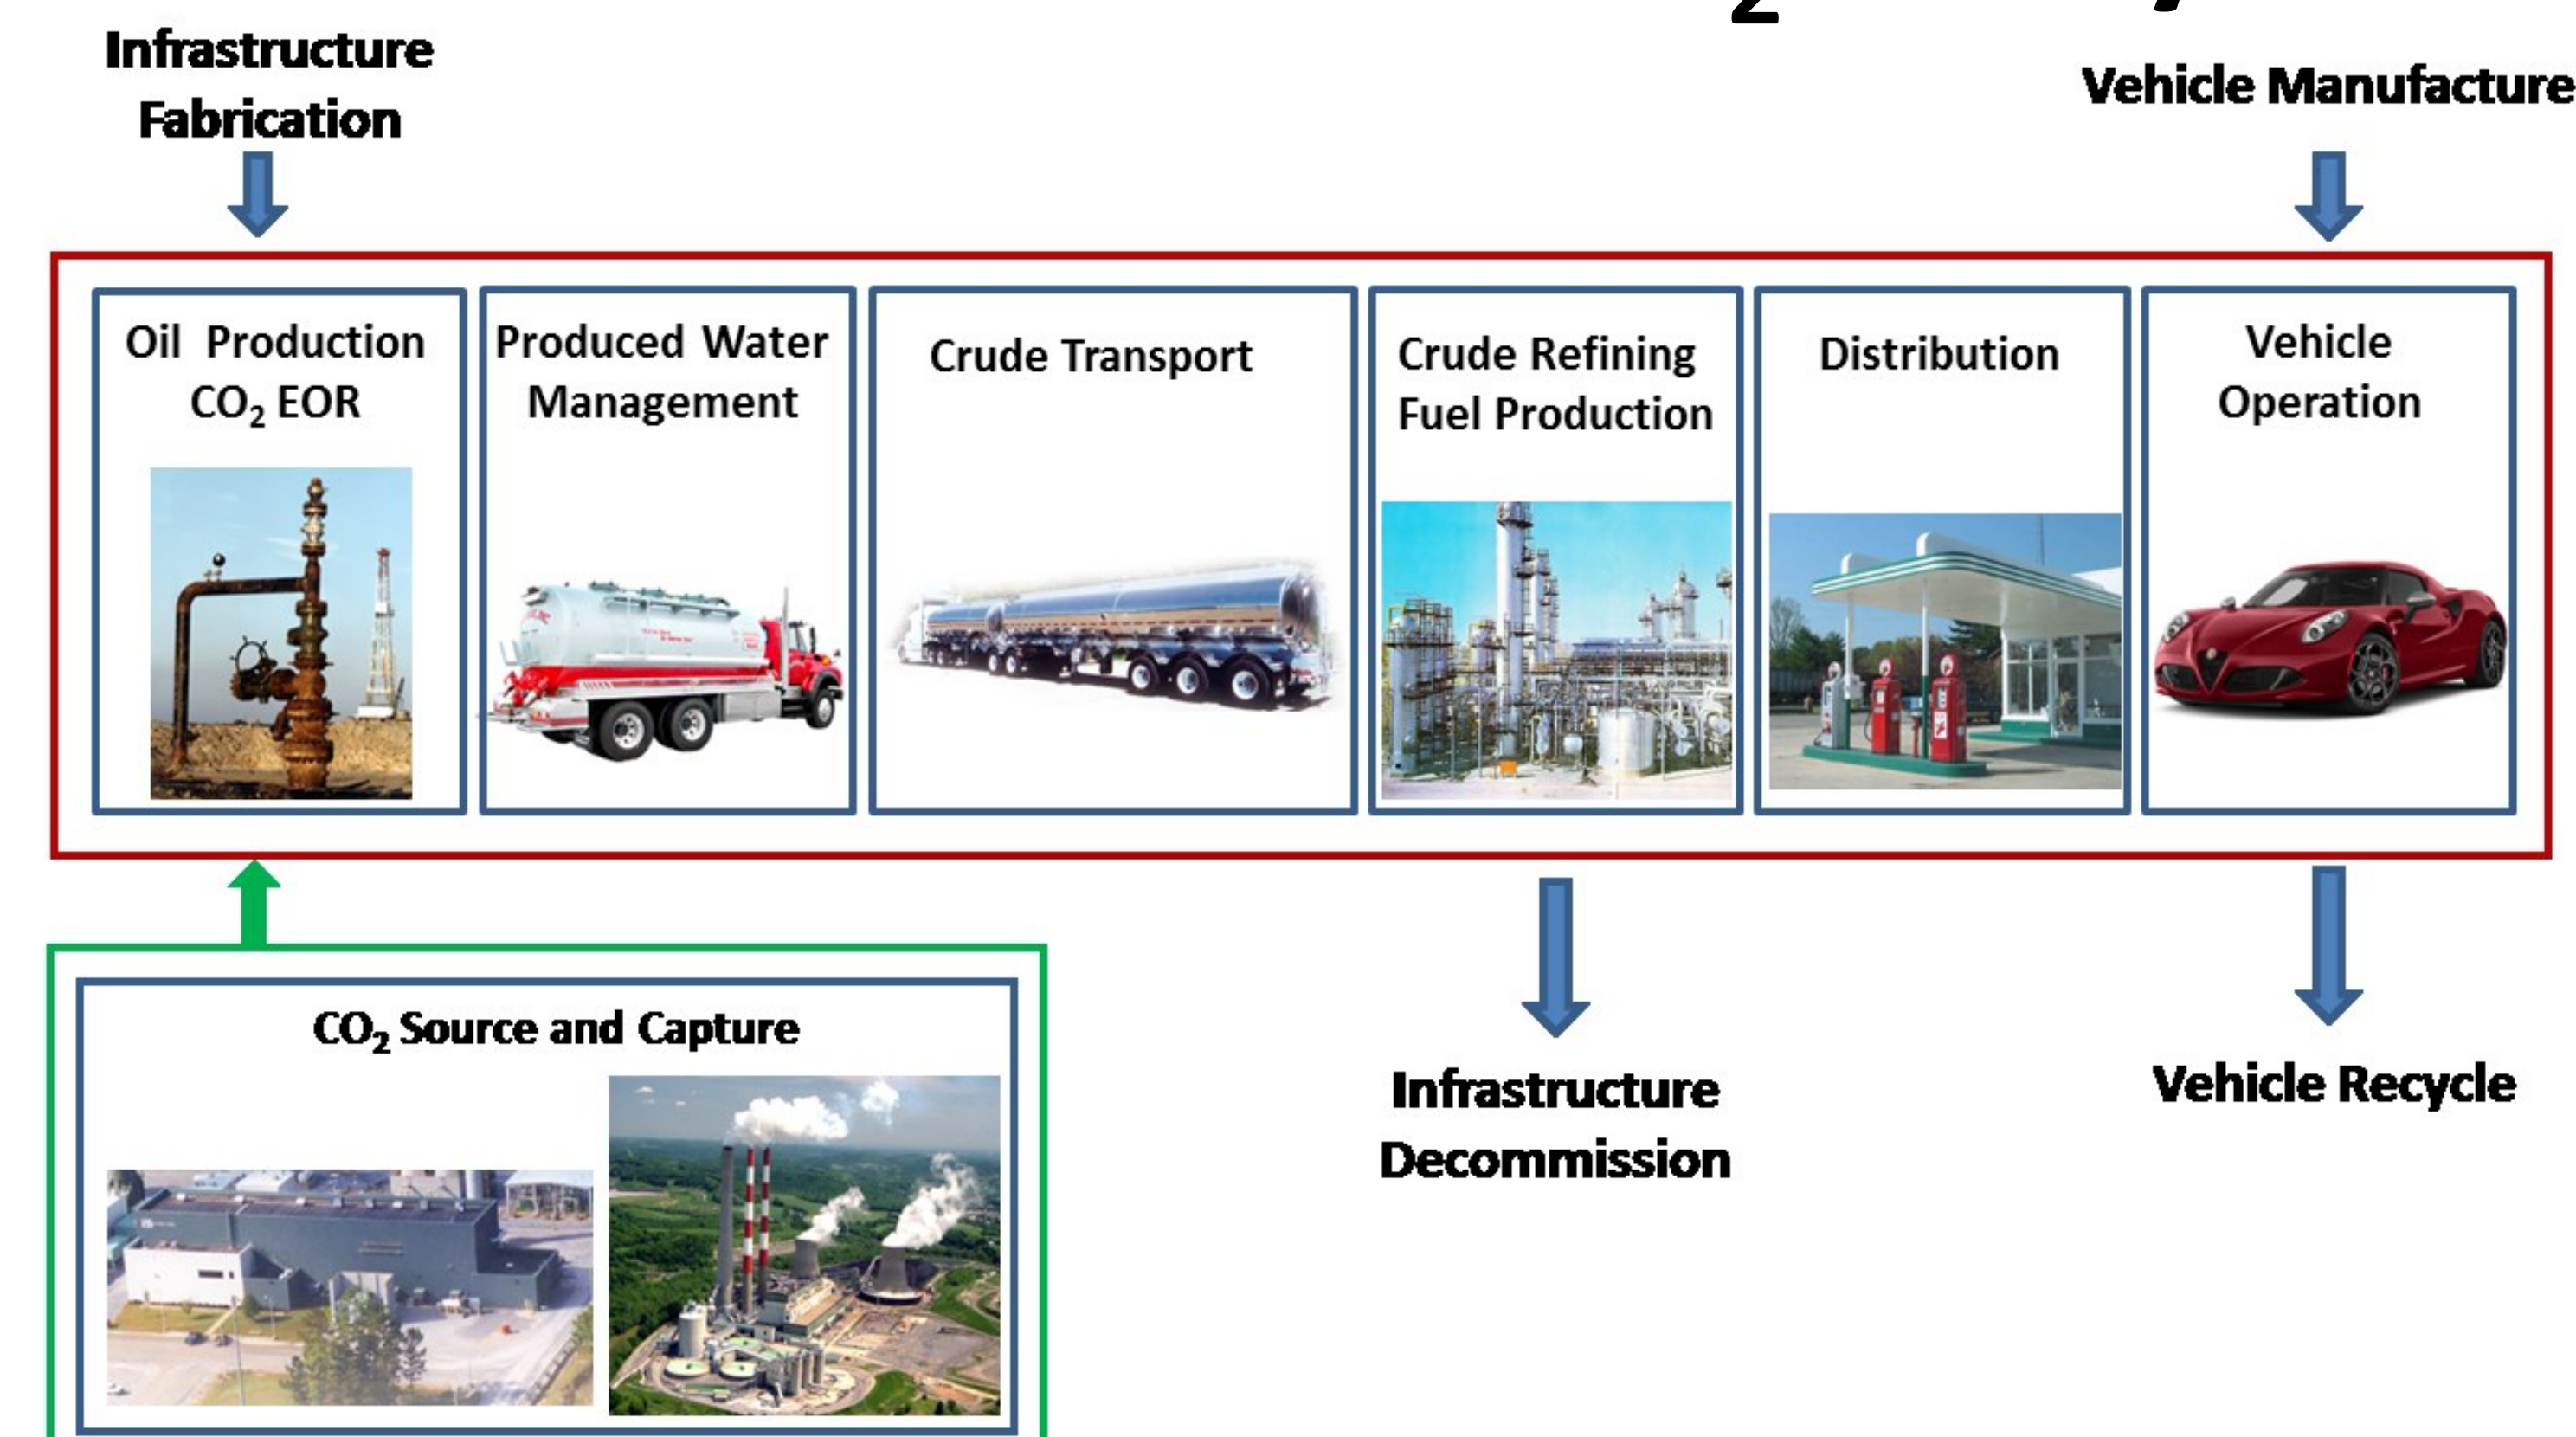 Infrastructure
Fabrication
Vehicle Manufacture
Oil Production
CO₂ EOR
Produced Water
Management
Crude Transport
Crude Refining
Fuel Production
Distribution
Vehicle
Operation
CO₂ Source and Capture
Infrastructure
Decommission
Vehicle Recycle